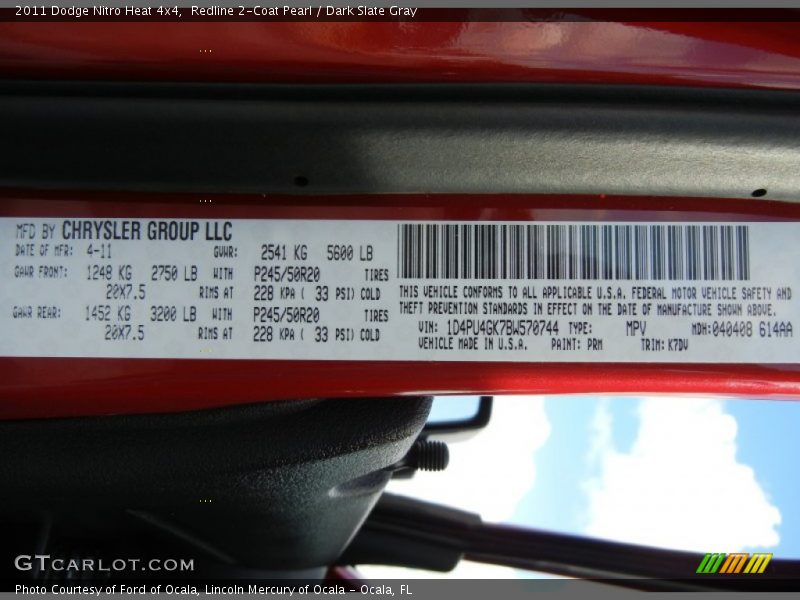 2011 Dodge Nitro Heat 4x4,  Redline 2-Coat Pearl / Dark Slate Gray
MFD BY CHRYSLER GROUP LLC
DATE OF MFR: 4-11 GVWR: 2541 KG 5600 LB
GAWR FRONT: 1248 KG 2750 LB WITH P245/50R20 TIRES
20X7.5 RIMS AT 228 KPA ( 33 PSI) COLD
GAWR REAR: 1452 KG 3200 LB WITH P245/50R20 TIRES
20X7.5 RIMS AT 228 KPA ( 33 PSI) COLD
THIS VEHICLE CONFORMS TO ALL APPLICABLE U.S.A. FEDERAL MOTOR VEHICLE SAFETY AND
THEFT PREVENTION STANDARDS IN EFFECT ON THE DATE OF MANUFACTURE SHOWN ABOVE.
VIN: 1D4PU4GK7BW570744 TYPE: MPV MDH:040408 614AA
VEHICLE MADE IN U.S.A. PAINT: PRM TRIM: K7DV
GTCARLOT.COM
Photo Courtesy of Ford of Ocala, Lincoln Mercury of Ocala - Ocala, FL